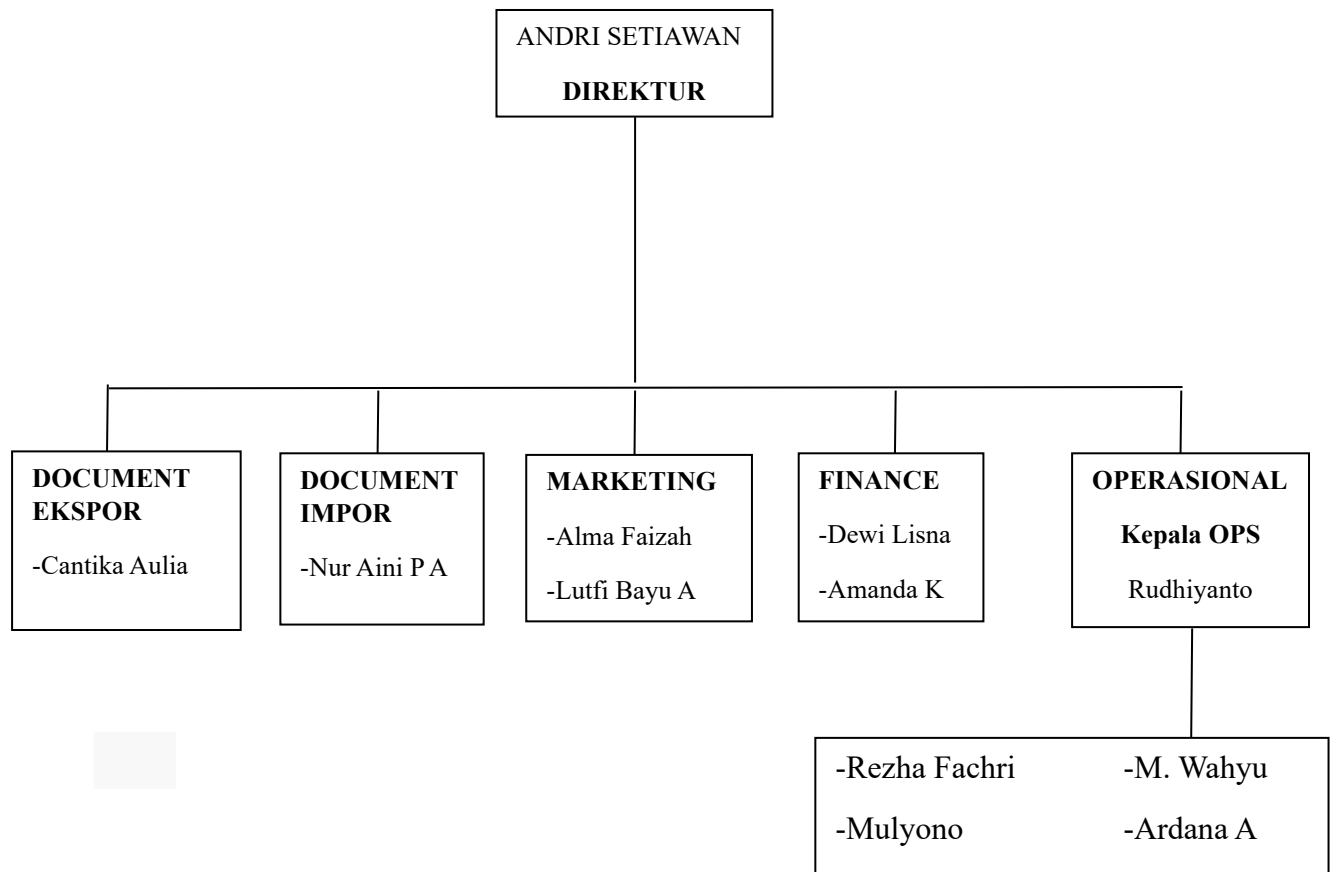 ANDRI SETIAWAN
DIREKTUR
DOCUMENT
EKSPOR
-Cantika Aulia
DOCUMENT
IMPOR
-Nur Aini P A
MARKETING
-Alma Faizah
-Lutfi Bayu A
FINANCE
-Dewi Lisna
-Amanda K
OPERASIONAL
Kepala OPS
Rudhiyanto
-Rezha Fachri -M. Wahyu
-Mulyono -Ardana A